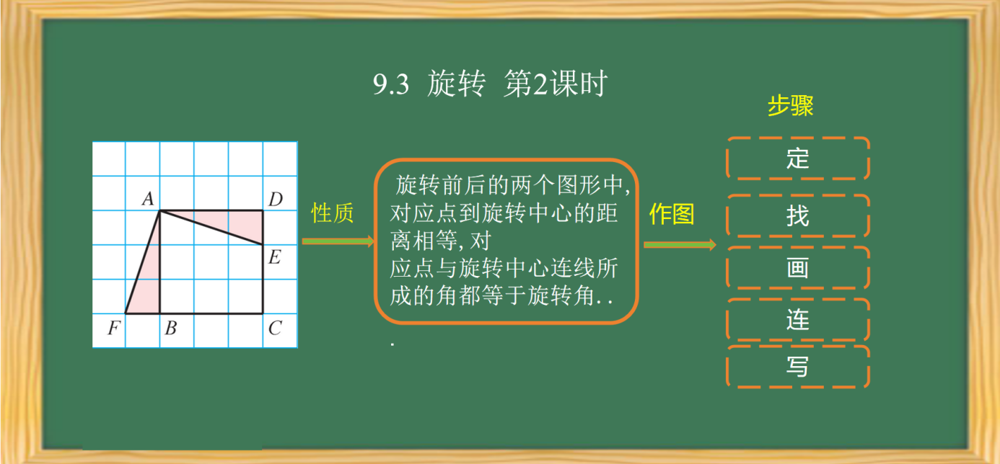 9.3 旋转 第2课时
步骤
A
D
E
F
B
C
性质
旋转前后的两个图形中,
对应点到旋转中心的距
离相等,对
应点与旋转中心连线所
成的角都等于旋转角..
.
作图
定
找
画
连
写